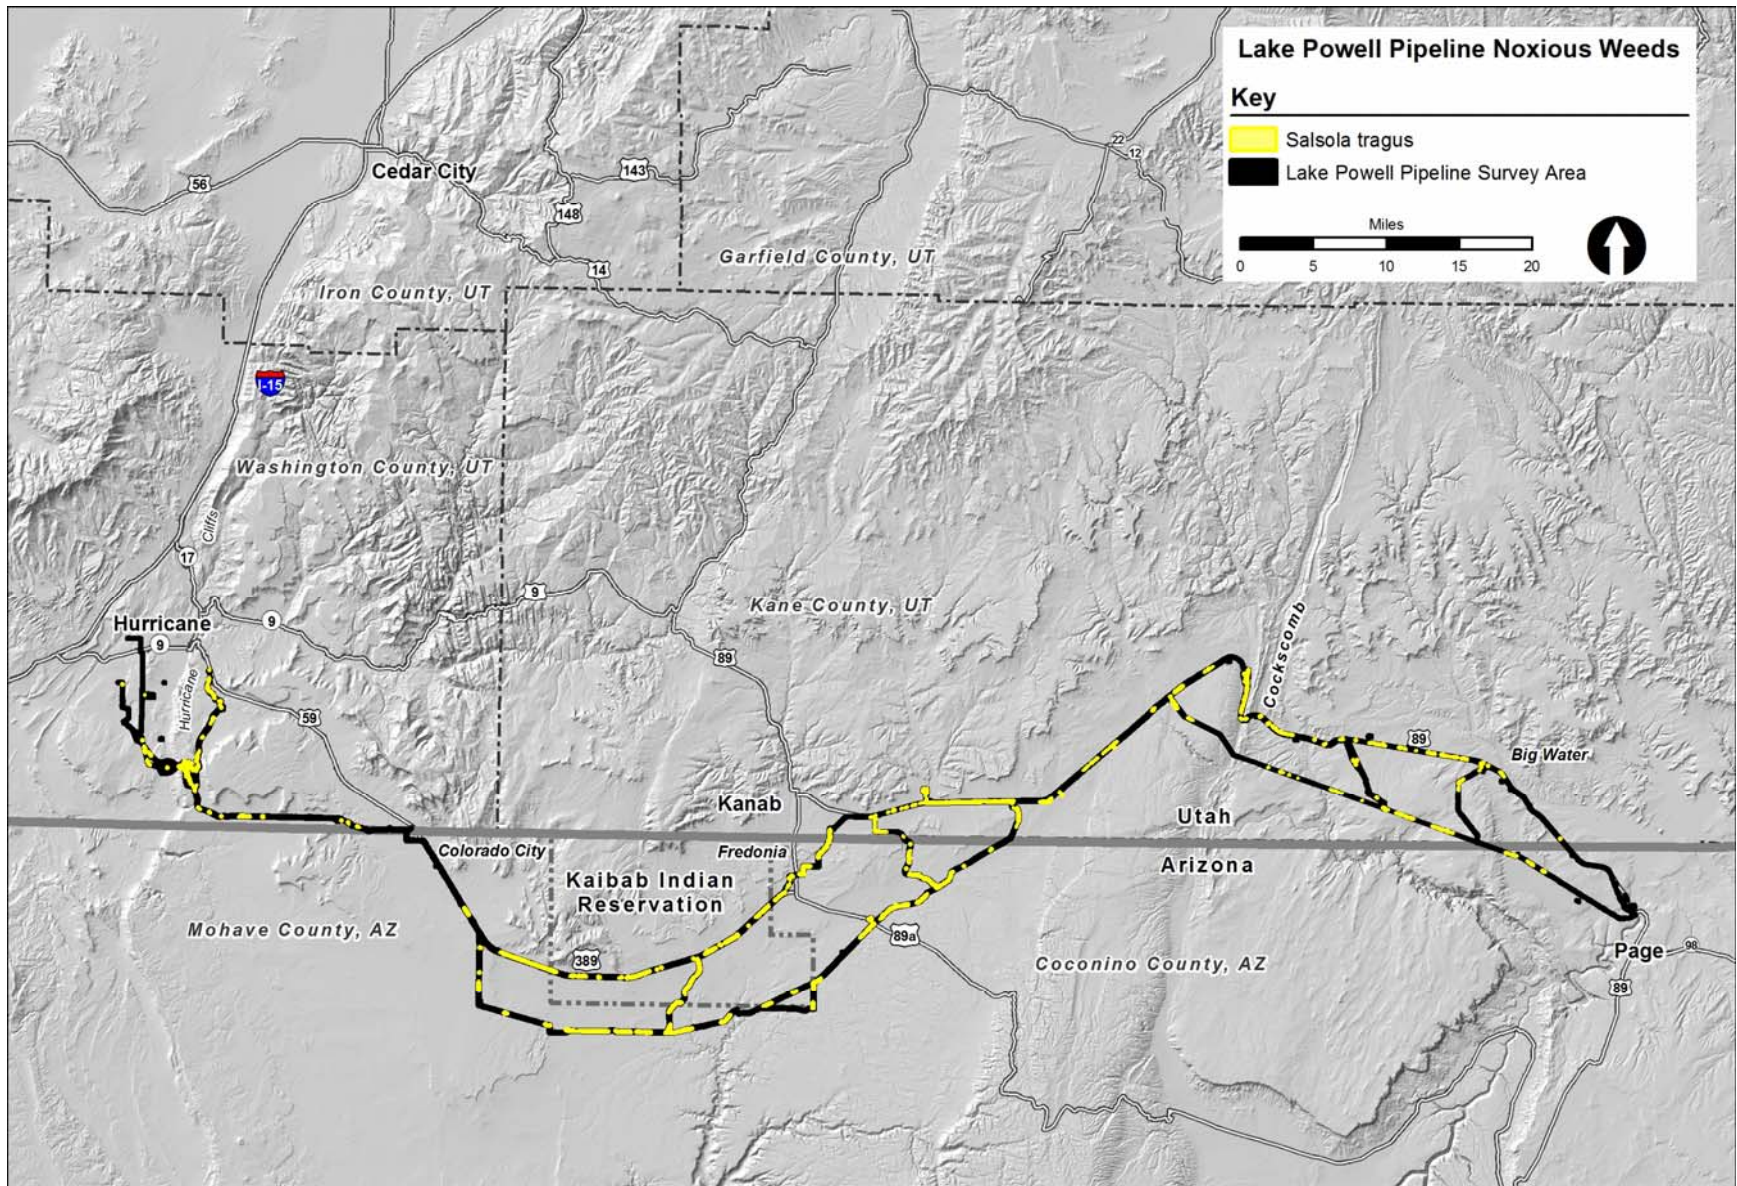 Lake Powell Pipeline Noxious Weeds
Key
Salsola tragus
Lake Powell Pipeline Survey Area
Miles
0 5 10 15 20
22
12
143
56
Cedar City
148
14
Garfield County, UT
Iron County, UT
I-15
Washington County, UT
Cliffs
17
9
Kane County, UT
9
Hurricane
9
89
Cockscomb
Hurricane
59
89
Big Water
Kanab
Utah
Colorado City
Fredonia
Arizona
Kaibab Indian
Reservation
Mohave County, AZ
89a
389
Coconino County, AZ
98
Page
89